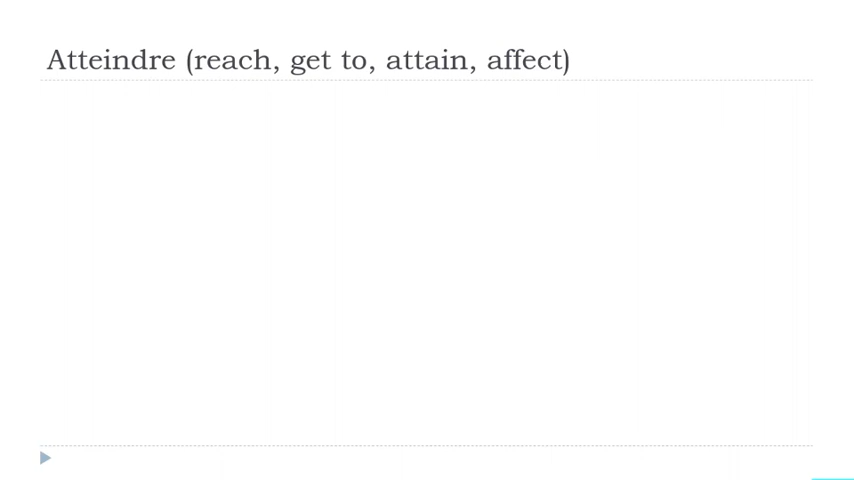 Atteindre (reach, get to, attain, affect)